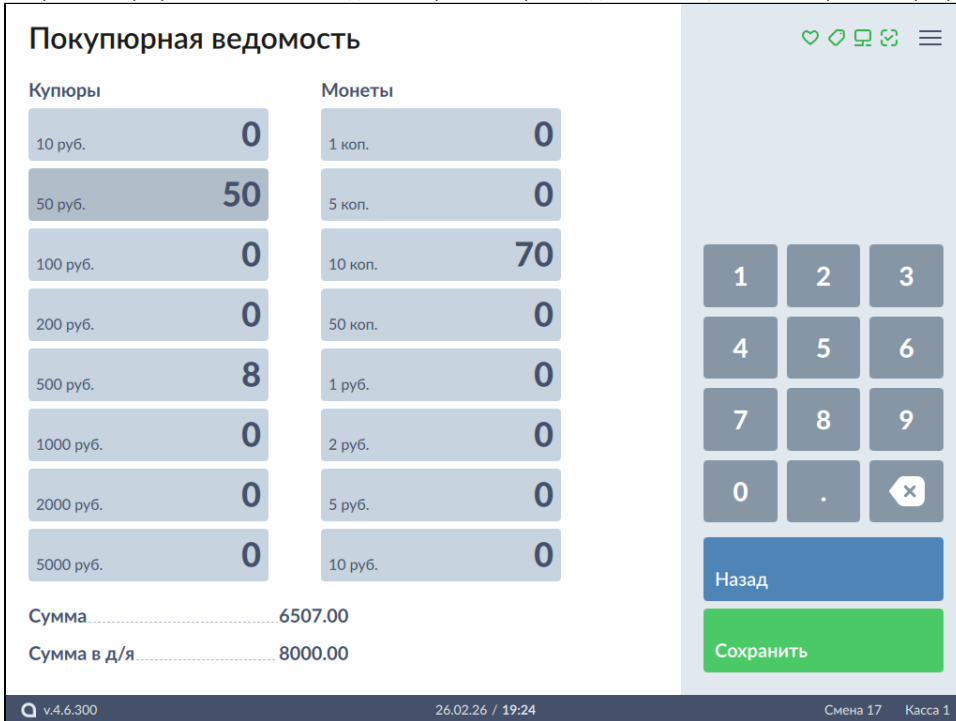 Покупюрная ведомость
Купюры Монеты
10 руб. 0 1 коп. 0
50 руб. 50 5 коп. 0
100 руб. 0 10 коп. 70
200 руб. 0 50 коп. 0
500 руб. 8 1 руб. 0
1000 руб. 0 2 руб. 0
2000 руб. 0 5 руб. 0
5000 руб. 0 10 руб. 0
Сумма 6507.00
Сумма в д/я 8000.00
1 2 3
4 5 6
7 8 9
0 .
Назад
Сохранить
v.4.6.300 26.02.26 / 19:24 Смена 17 Касса 1